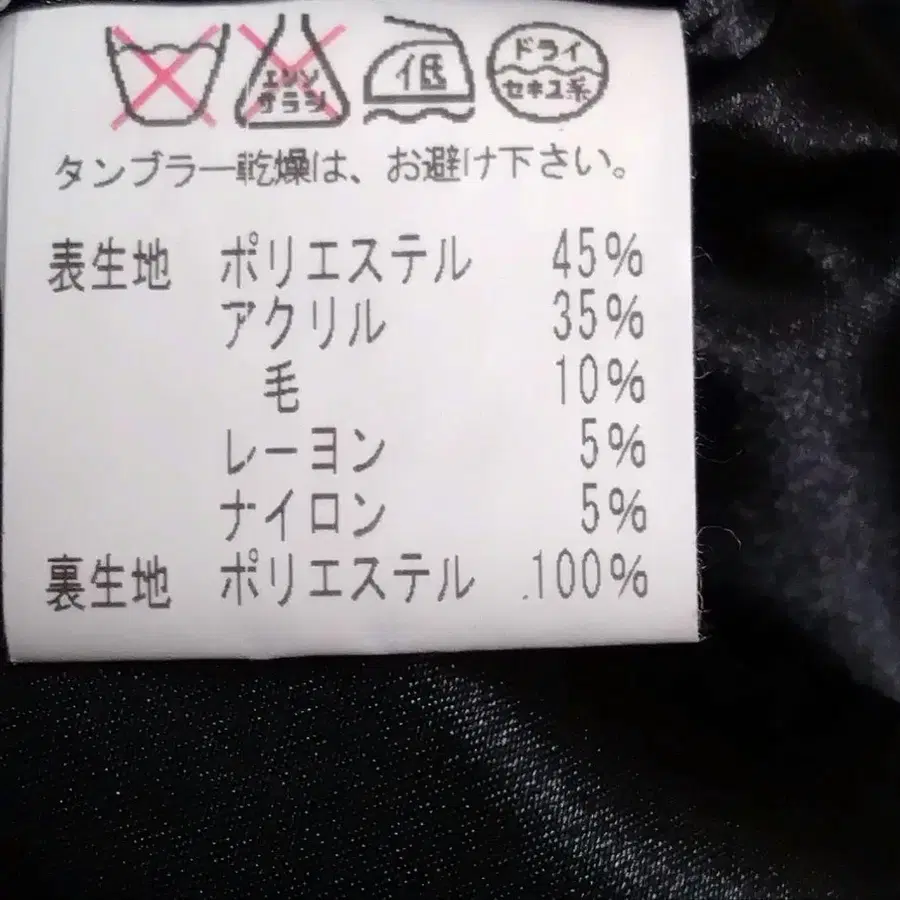 エンソ
サラシ
低
ドライ
セキユ系
タンブラー乾燥は、お避け下さい。
表生地 ポリエステル 45%
アクリル 35%
毛 10%
レーヨン 5%
ナイロン 5%
裏生地 ポリエステル 100%